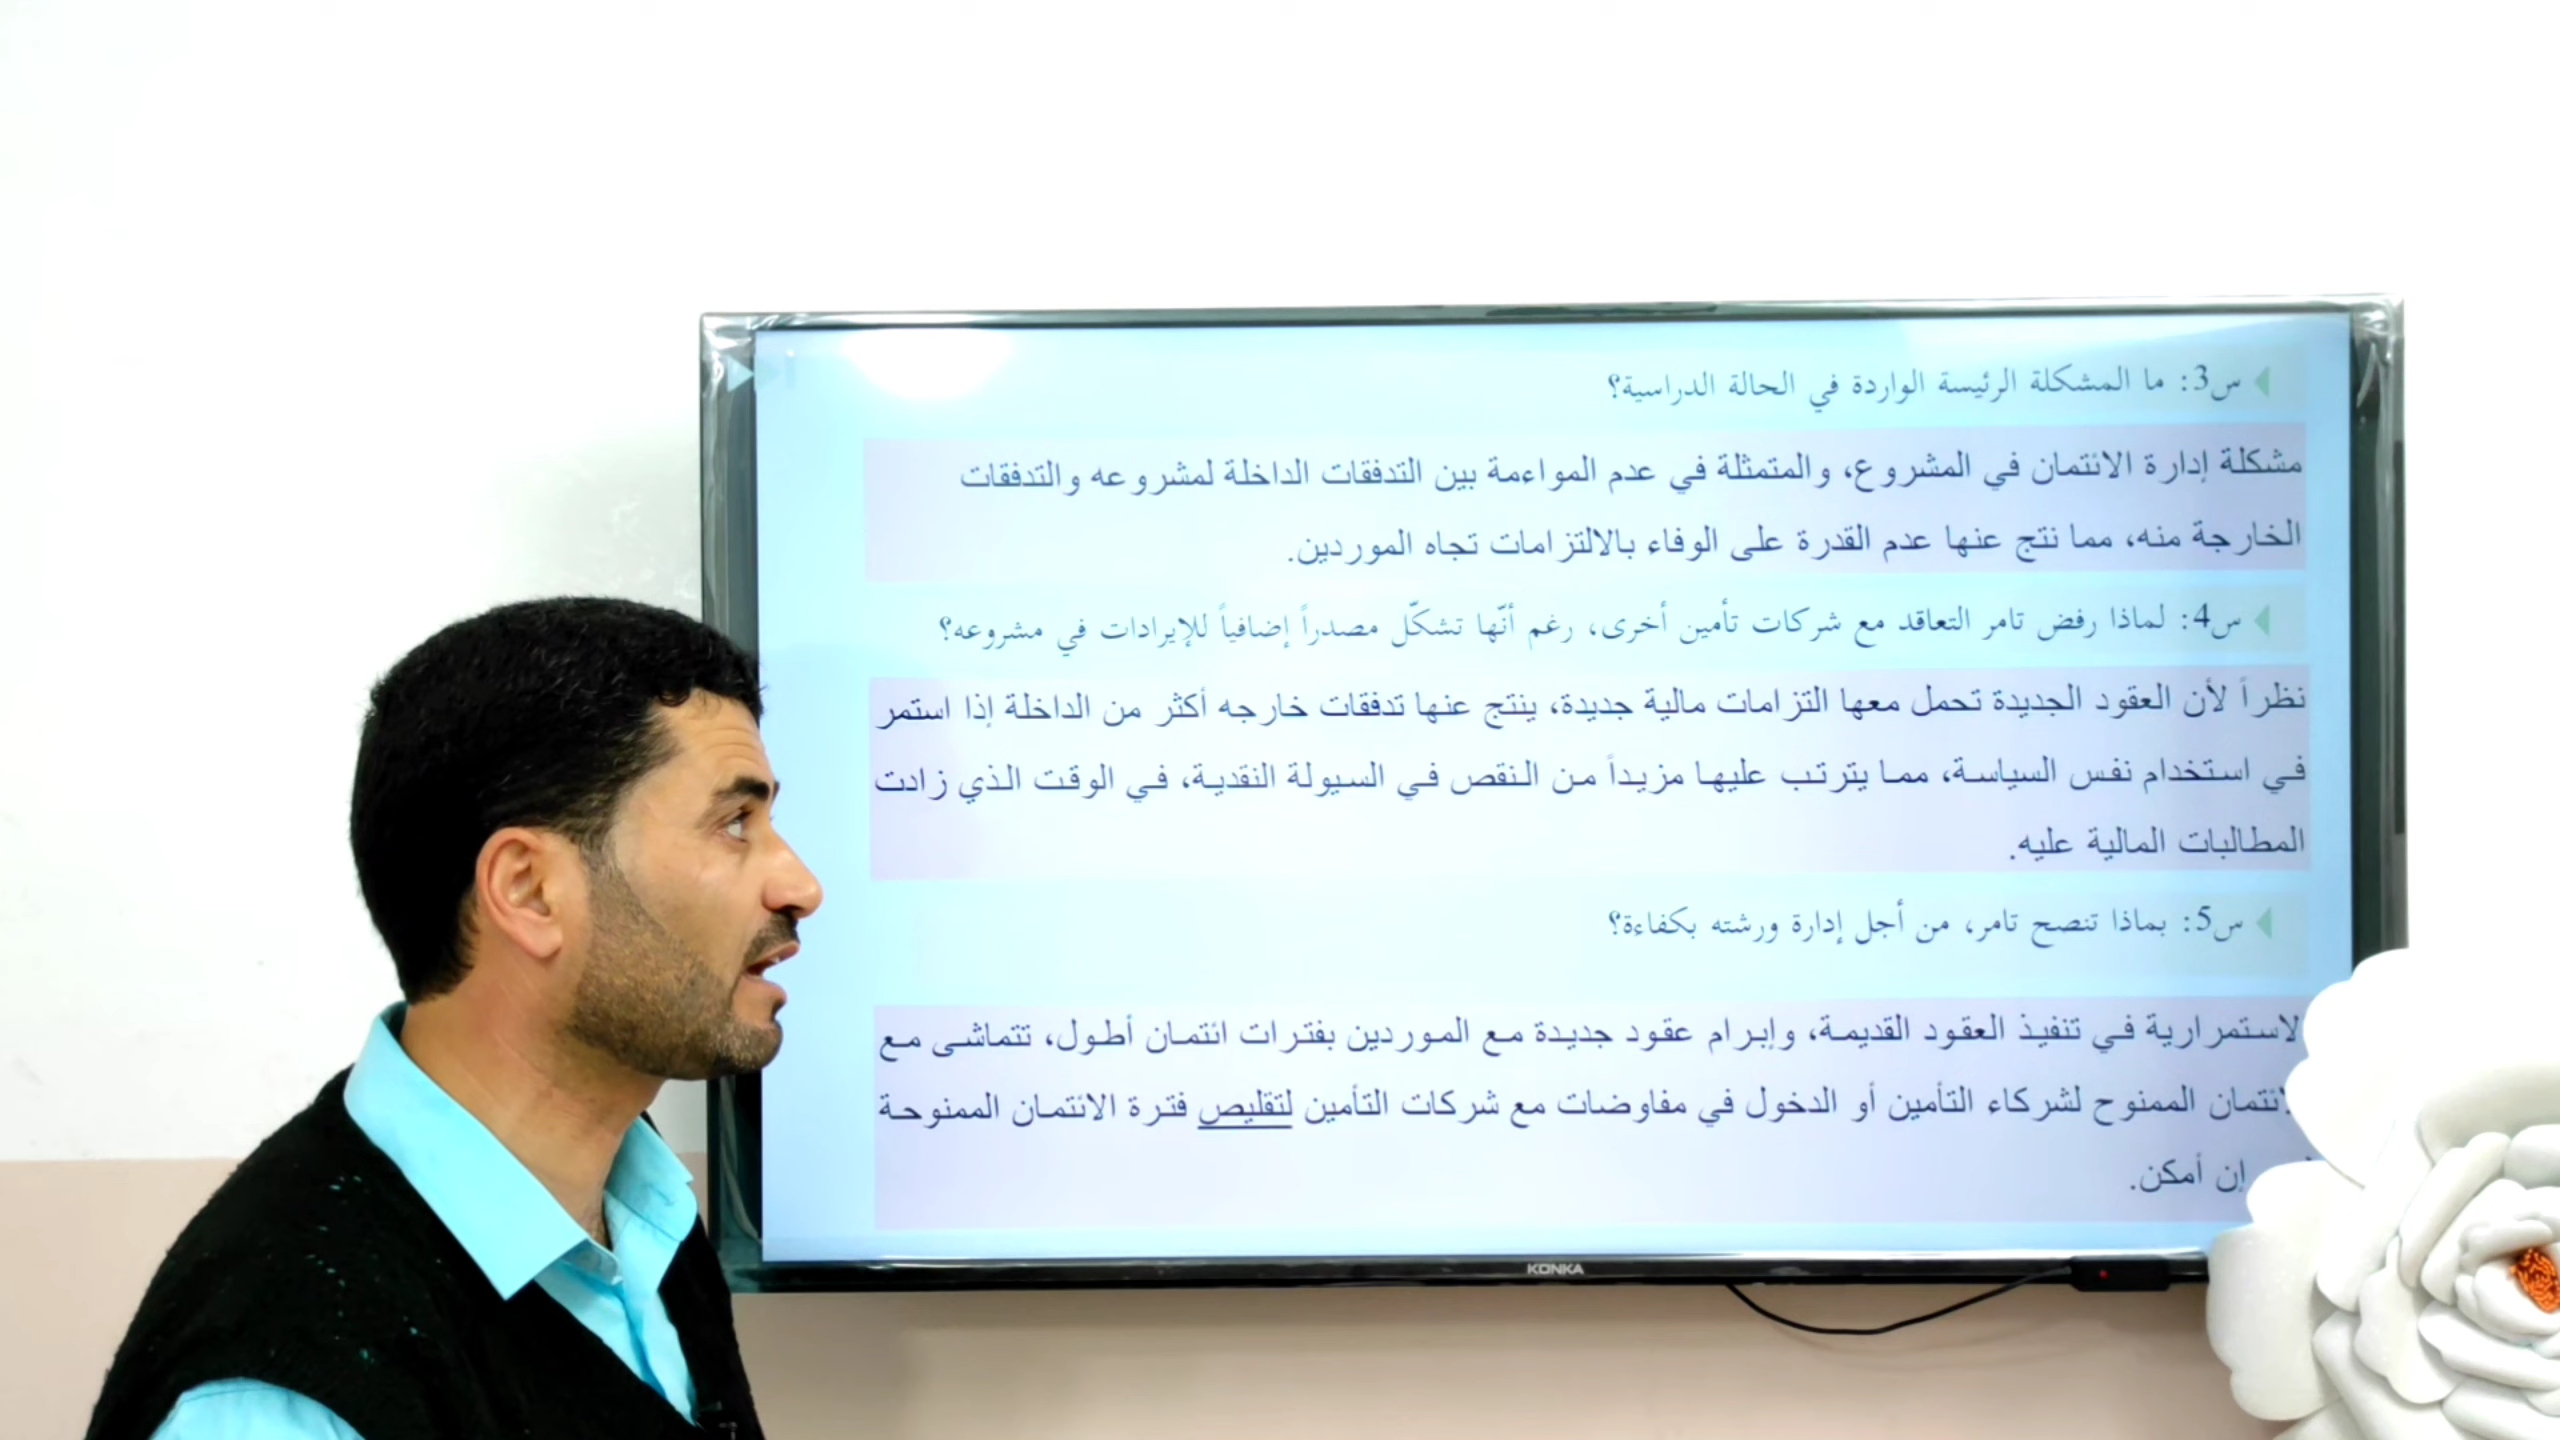 س3: ما المشكلة الرئيسة الواردة في الحالة الدراسية؟
مشكلة إدارة الائتمان في المشروع، والمتمثلة في عدم المواءمة بين التدفقات الداخلة لمشروعه والتدفقات
الخارجة منه، مما نتج عنها عدم القدرة على الوفاء بالالتزامات تجاه الموردين.
س4: لماذا رفض تامر التعاقد مع شركات تأمين أخرى، رغم أنّها تشكّل مصدراً إضافياً للإيرادات في مشروعه؟
نظراً لأن العقود الجديدة تحمل معها التزامات مالية جديدة، ينتج عنها تدفقات خارجه أكثر من الداخلة إذا استمر
في استخدام نفس السياسة، مما يترتب عليها مزيداً من النقص في السيولة النقدية، في الوقت الذي زادت
المطالبات المالية عليه.
س5: بماذا تنصح تامر، من أجل إدارة ورشته بكفاءة؟
لاستمرارية في تنفيذ العقود القديمة، وإبرام عقود جديدة مع الموردين بفترات ائتمان أطول، تتماشى مع
ائتمان الممنوح لشركاء التأمين أو الدخول في مفاوضات مع شركات التأمين لتقليص فترة الائتمان الممنوحة
إن أمكن.
KONKA